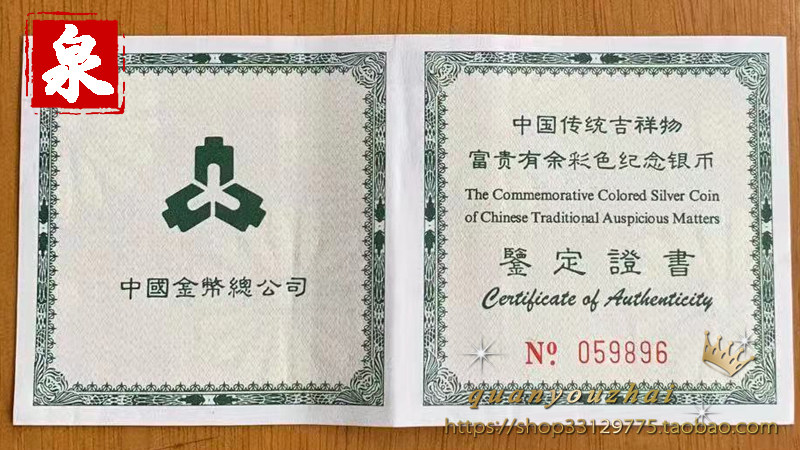 泉
中國金幣總公司
中国传统吉祥物
富贵有余彩色纪念银币
The Commemorative Colored Silver Coin
of Chinese Traditional Auspicious Matters
鑒定證書
Certificate of Authenticity
Nº 059896
quanyouzhai
https://shop33129775.taobao.com